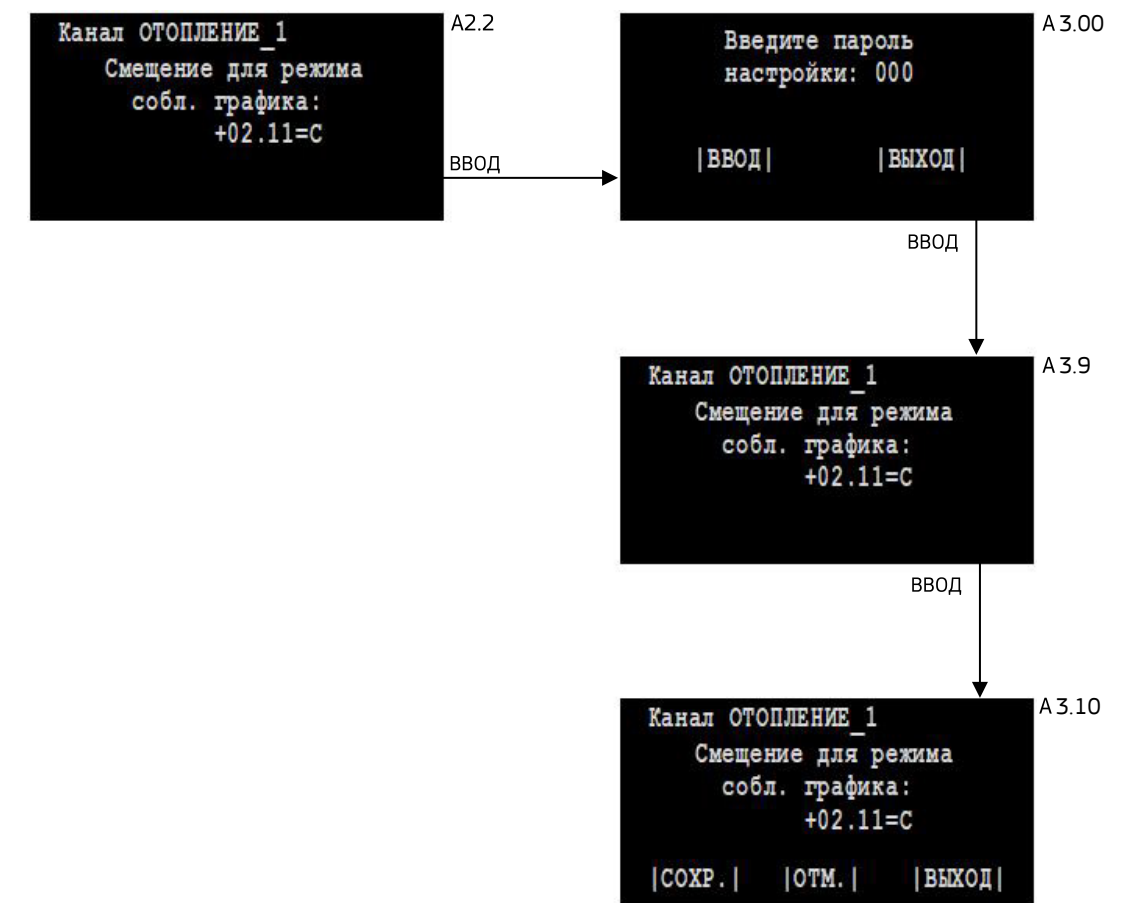 Канал ОТОПЛЕНИЕ_1
Смещение для режима
собл. графика:
+02.11=С
А2.2
ВВОД
Введите пароль
настройки: 000
|ВВОД| |ВЫХОД|
А 3.00
ВВОД
Канал ОТОПЛЕНИЕ_1
Смещение для режима
собл. графика:
+02.11=С
А 3.9
ВВОД
Канал ОТОПЛЕНИЕ_1
Смещение для режима
собл. графика:
+02.11=С
|СОХР.| |ОТМ.| |ВЫХОД|
А 3.10